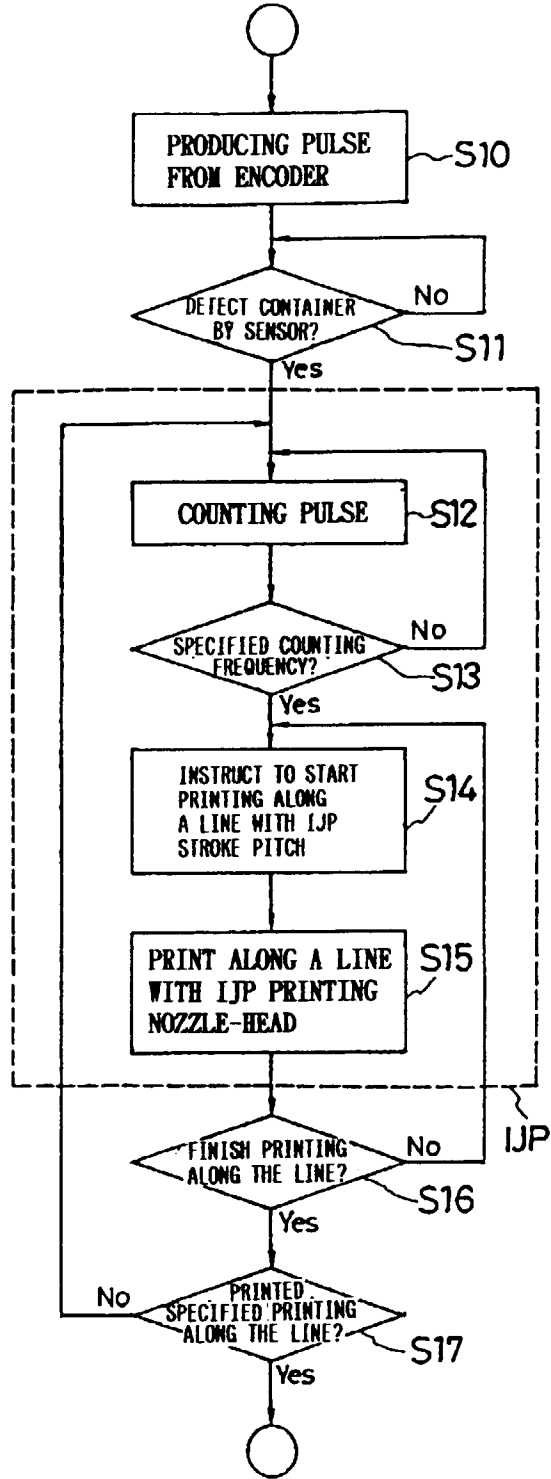 PRODUCING PULSE
FROM ENCODER
S10
DETECT CONTAINER
BY SENSOR?
No
S11
Yes
COUNTING PULSE
S12
SPECIFIED COUNTING
FREQUENCY?
No
S13
Yes
INSTRUCT TO START
PRINTING ALONG
A LINE WITH IJP
STROKE PITCH
S14
PRINT ALONG A LINE
WITH IJP PRINTING
NOZZLE-HEAD
S15
IJP
FINISH PRINTING
ALONG THE LINE?
No
S16
Yes
No
PRINTED
SPECIFIED PRINTING
ALONG THE LINE?
S17
Yes